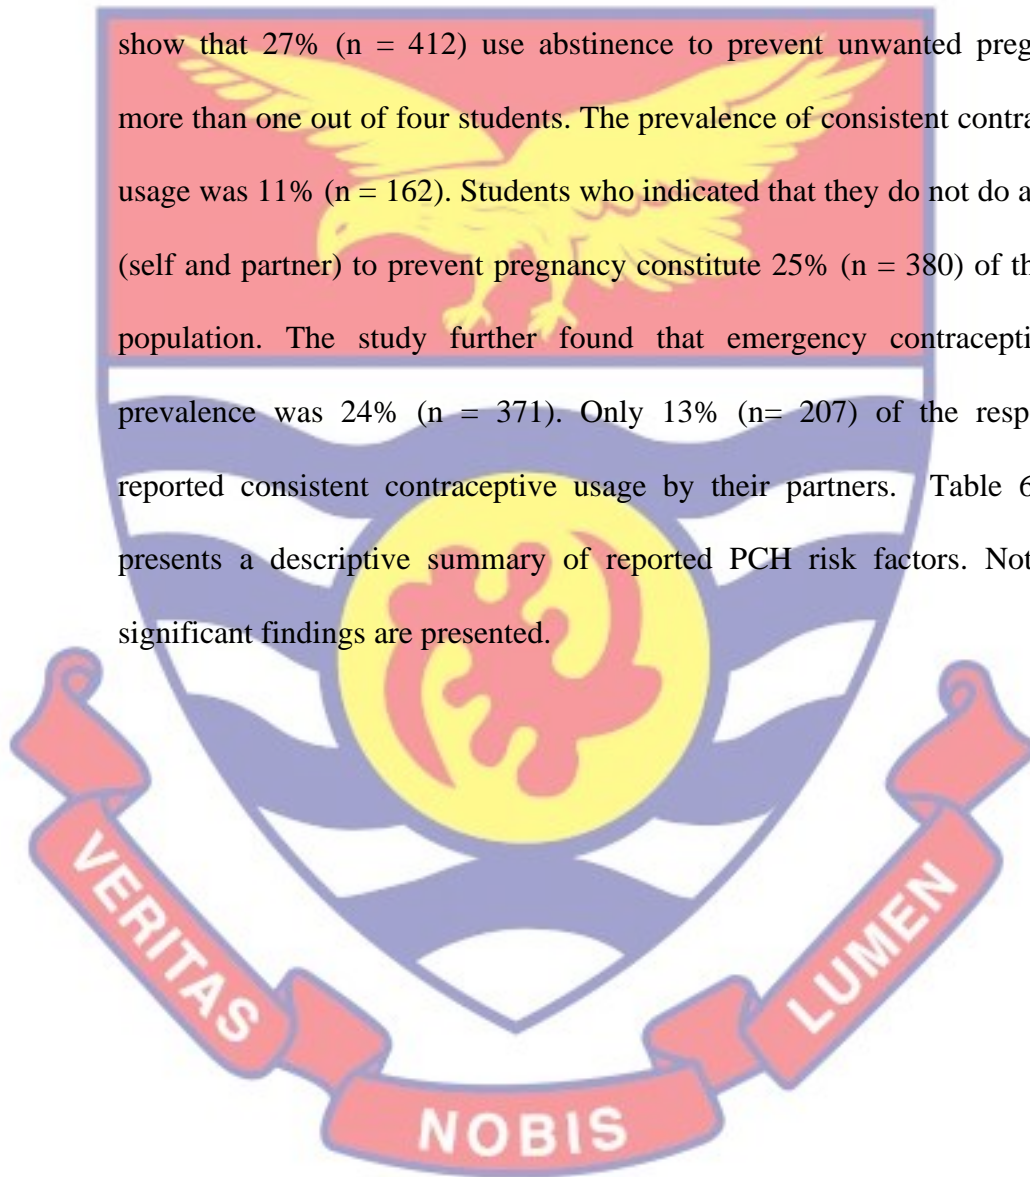 show that 27% (n = 412) use abstinence to prevent unwanted preg
more than one out of four students. The prevalence of consistent contra
usage was 11% (n = 162). Students who indicated that they do not do a
(self and partner) to prevent pregnancy constitute 25% (n = 380) of th
population. The study further found that emergency contracepti
prevalence was 24% (n = 371). Only 13% (n= 207) of the resp
reported consistent contraceptive usage by their partners. Table 6
presents a descriptive summary of reported PCH risk factors. Not
significant findings are presented.
VERITAS
NOBIS
LUMEN